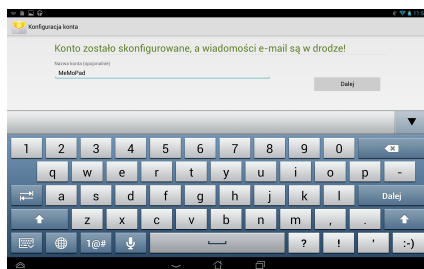 Konfiguracja konta
Konto zostało skonfigurowane, a wiadomości e-mail są w drodze!
Nazwa konta (opcjonalnie)
MeMoPad
Dalej
1 2 3 4 5 6 7 8 9 0
q w e r t y u i o p -
a s d f g h j k l Dalej
z x c v b n m , .
1@# ? ! ' :-)